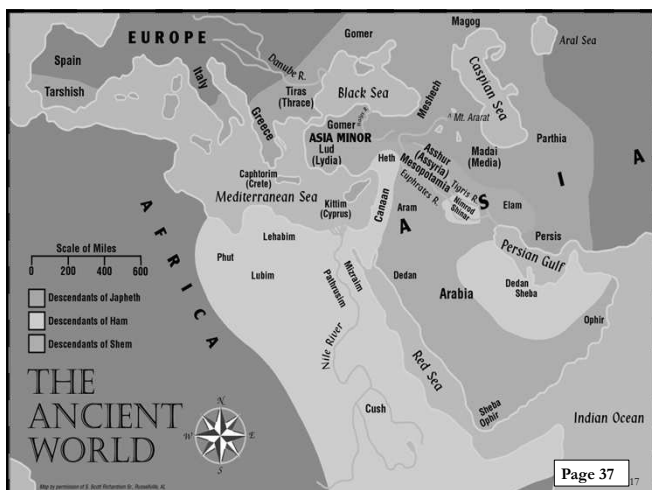 EUROPE
Spain
Tarshish
Italy
Greece
Danube R.
Gomer
Magog
Aral Sea
Tiras
(Thrace)
Black Sea
Caspian Sea
Meshech
Mt. Ararat
Gomer
ASIA MINOR
Lud
(Lydia)
Parthia
Madai
(Media)
Heth
Asshur
(Assyria)
Mesopotamia
Tigris R.
Euphrates R.
Nimrod
Shinar
Elam
ASIA
Caphtorim
(Crete)
Mediterranean Sea
Kittim
(Cyprus)
Canaan
Aram
Persis
Persian Gulf
AFRICA
Lehabim
Phut
Lubim
Mizraim
Pathrusim
Dedan
Arabia
Dedan
Sheba
Ophir
Nile River
Red Sea
Cush
Sheba
Ophir
Indian Ocean
Scale of Miles
0 200 400 600
Descendants of Japheth
Descendants of Ham
Descendants of Shem
THE
ANCIENT
WORLD
N
W
E
S
Page 37
17